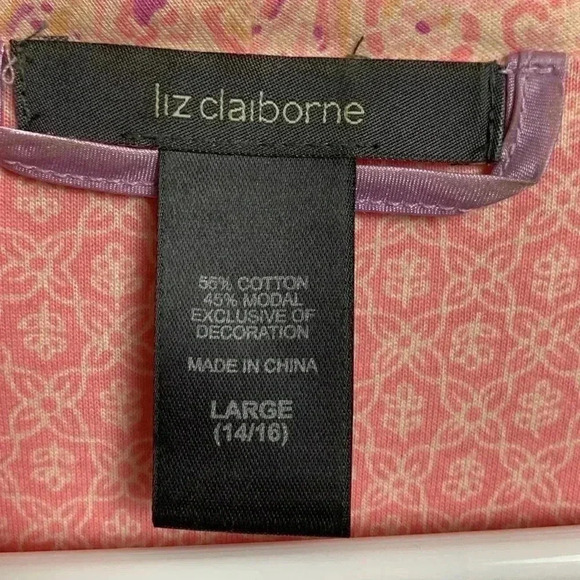 liz claiborne
55% COTTON
45% MODAL
EXCLUSIVE OF
DECORATION
MADE IN CHINA
LARGE
(14/16)